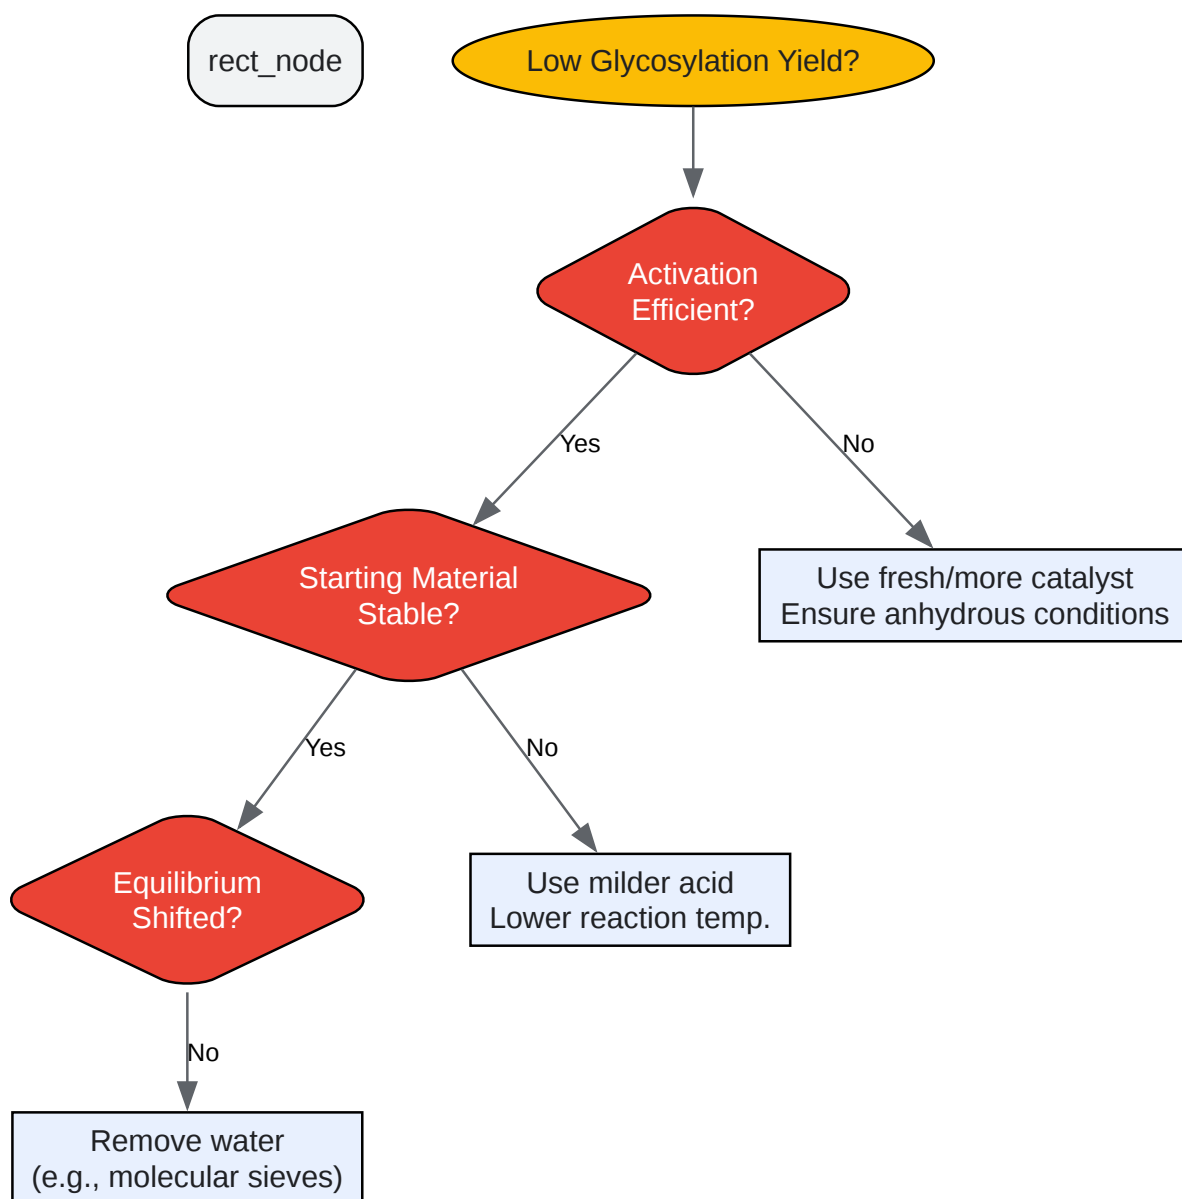 rect_node
Low Glycosylation Yield?
Activation
Efficient?
Yes
No
Starting Material
Stable?
Use fresh/more catalyst
Ensure anhydrous conditions
Yes
No
Equilibrium
Shifted?
Use milder acid
Lower reaction temp.
No
Remove water
(e.g., molecular sieves)